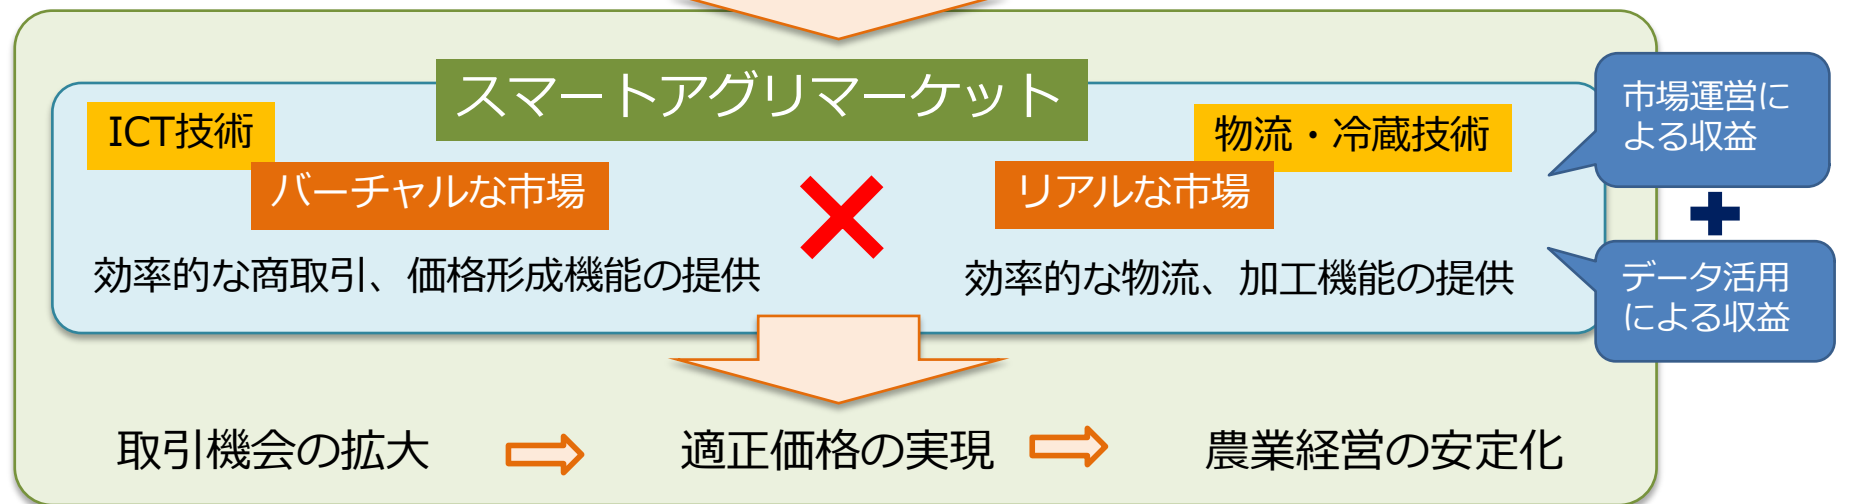 スマートアグリマーケット
ICT技術
バーチャルな市場
効率的な商取引、価格形成機能の提供
物流・冷蔵技術
リアルな市場
効率的な物流、加工機能の提供
市場運営に
よる収益
データ活用
による収益
取引機会の拡大
適正価格の実現
農業経営の安定化